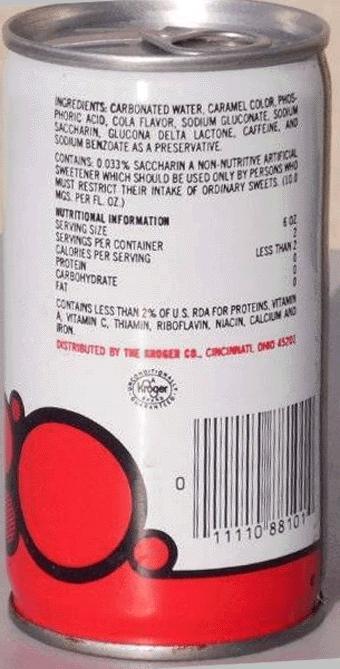 INGREDIENTS: CARBONATED WATER, CARAMEL COLOR, PHOS-
PHORIC ACID, COLA FLAVOR, SODIUM GLUCONATE, SODIUM
SACCHARIN, GLUCONA DELTA LACTONE, CAFFEINE, AND
SODIUM BENZOATE AS A PRESERVATIVE.
CONTAINS: 0.033% SACCHARIN A NON-NUTRITIVE ARTIFICIAL
SWEETENER WHICH SHOULD BE USED ONLY BY PERSONS WHO
MUST RESTRICT THEIR INTAKE OF ORDINARY SWEETS. (10.0
MGS. PER FL. OZ.)
NUTRITIONAL INFORMATION
SERVING SIZE 6 OZ
SERVINGS PER CONTAINER 2
CALORIES PER SERVING LESS THAN 2
PROTEIN 0
CARBOHYDRATE 0
FAT 0
CONTAINS LESS THAN 2% OF U.S. RDA FOR PROTEINS, VITAMIN
A, VITAMIN C, THIAMIN, RIBOFLAVIN, NIACIN, CALCIUM AND
IRON.
DISTRIBUTED BY THE KROGER CO., CINCINNATI, OHIO 45201
UNCONDITIONALLY
Kroger
GUARANTEED
0 11110 88101